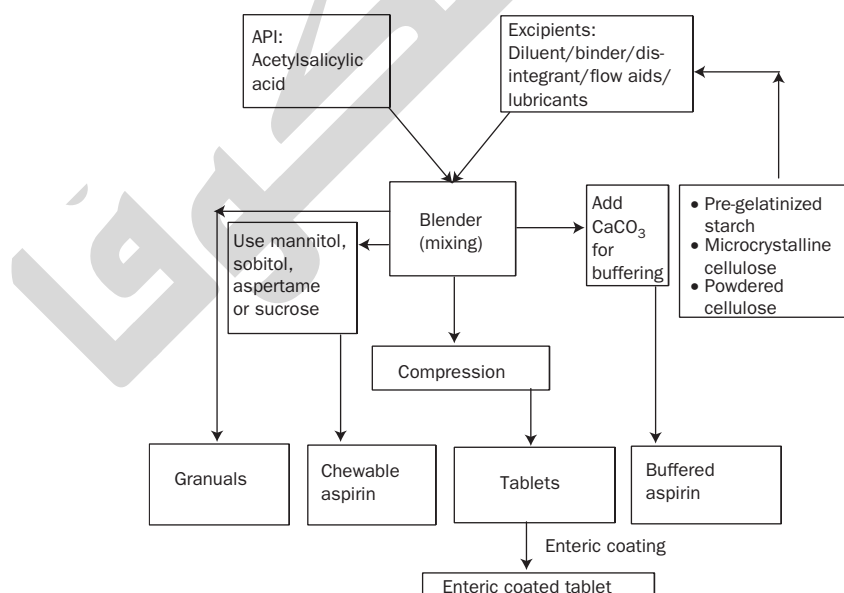 API:
Acetylsalicylic
acid
Excipients:
Diluent/binder/dis-
integrant/flow aids/
lubricants
Blender
(mixing)
Add
CaCO₃
for
buffering
• Pre-gelatinized
starch
• Microcrystalline
cellulose
• Powdered
cellulose
Use mannitol,
sobitol,
aspertame
or sucrose
Compression
Granuals
Chewable
aspirin
Tablets
Buffered
aspirin
Enteric coating
Enteric coated tablet